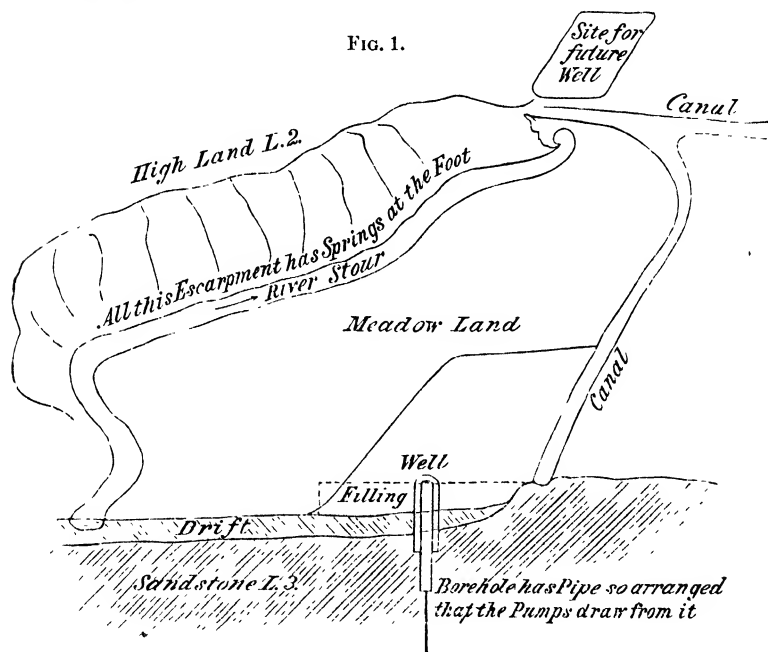 FIG. 1.
Site for
future
Well
Canal
High Land L.2.
All this Escarpment has Springs at the Foot
RIVER STOUR
Meadow Land
Canal
Well
Filling
Drift
Sandstone L.3.
Borehole has Pipe so arranged
that the Pumps draw from it